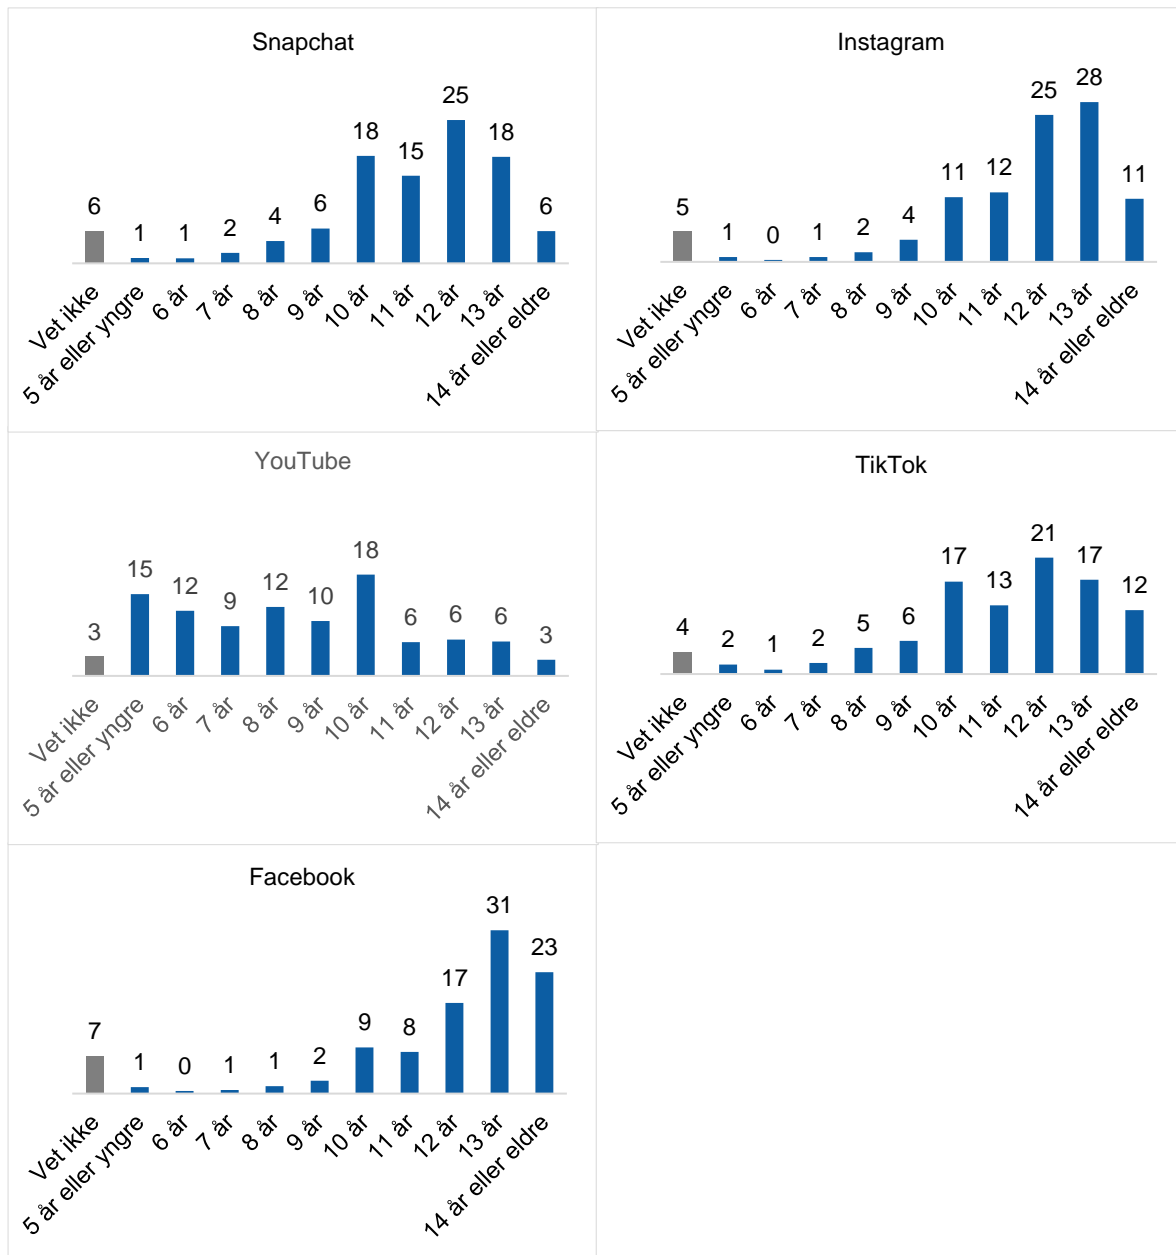 Snapchat
6 1 1 2 4 6 18 15 25 18 6
Vet ikke
5 år eller yngre
6 år
7 år
8 år
9 år
10 år
11 år
12 år
13 år
14 år eller eldre
Instagram
5 1 0 1 2 4 11 12 25 28 11
Vet ikke
5 år eller yngre
6 år
7 år
8 år
9 år
10 år
11 år
12 år
13 år
14 år eller eldre
YouTube
3 15 12 9 12 10 18 6 6 6 3
Vet ikke
5 år eller yngre
6 år
7 år
8 år
9 år
10 år
11 år
12 år
13 år
14 år eller eldre
TikTok
4 2 1 2 5 6 17 13 21 17 12
Vet ikke
5 år eller yngre
6 år
7 år
8 år
9 år
10 år
11 år
12 år
13 år
14 år eller eldre
Facebook
7 1 0 1 1 2 9 8 17 31 23
Vet ikke
5 år eller yngre
6 år
7 år
8 år
9 år
10 år
11 år
12 år
13 år
14 år eller eldre